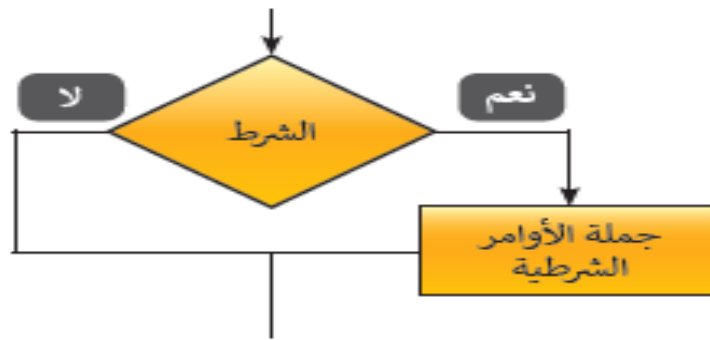 نعم
لا
الشرط
جملة الأوامر
الشرطية